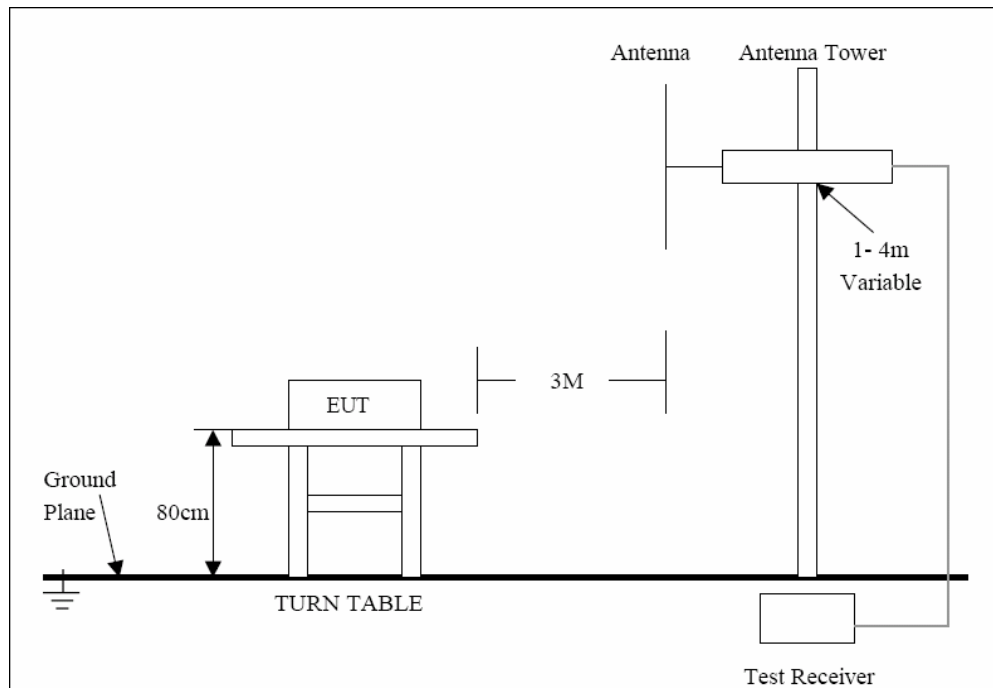 Antenna
Antenna Tower
1- 4m
Variable
3M
EUT
Ground
Plane
80cm
TURN TABLE
Test Receiver